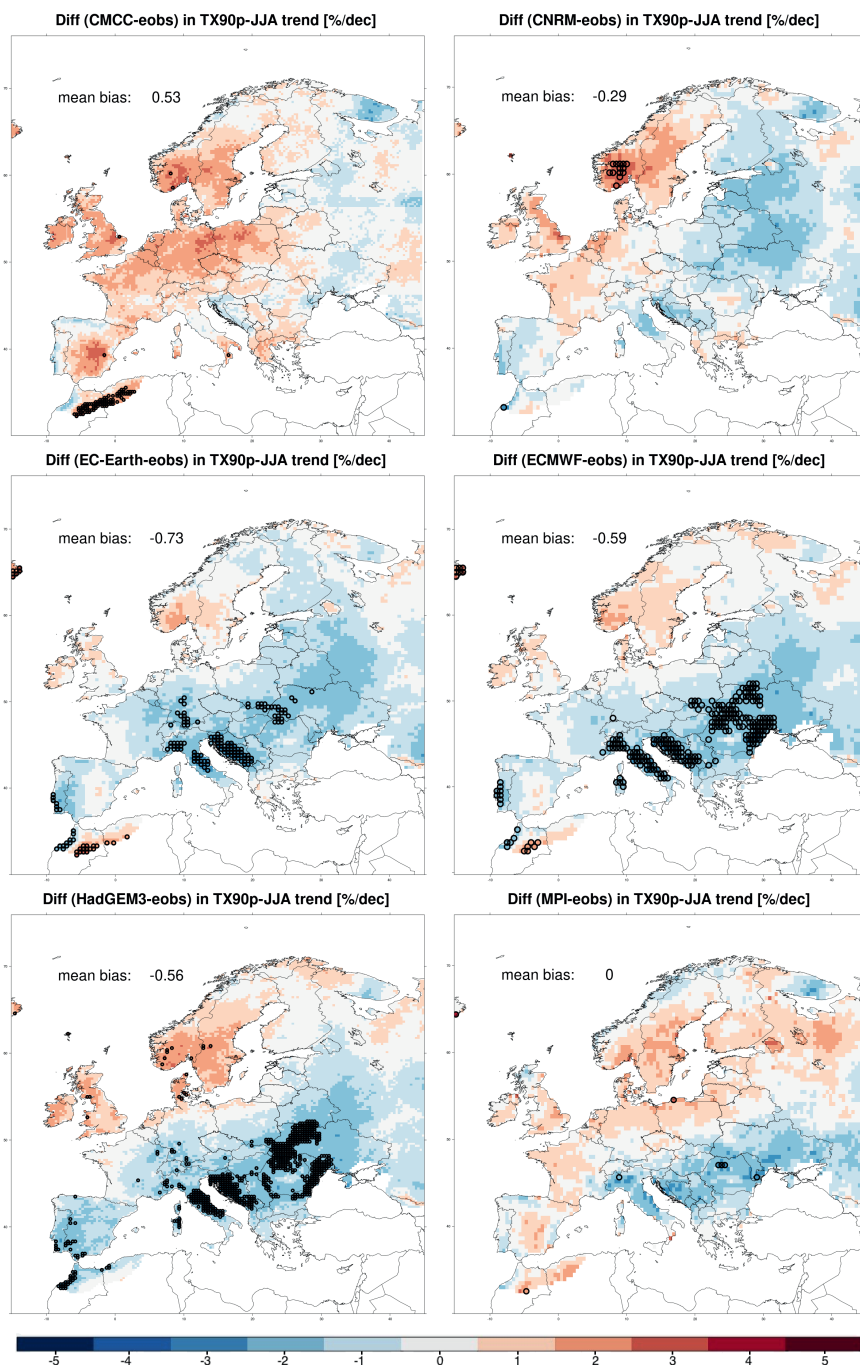 Diff (CMCC-eobs) in TX90p-JJA trend [%/dec]
Diff (CNRM-eobs) in TX90p-JJA trend [%/dec]
mean bias: 0.53
mean bias: -0.29
Diff (EC-Earth-eobs) in TX90p-JJA trend [%/dec]
Diff (ECMWF-eobs) in TX90p-JJA trend [%/dec]
mean bias: -0.73
mean bias: -0.59
Diff (HadGEM3-eobs) in TX90p-JJA trend [%/dec]
Diff (MPI-eobs) in TX90p-JJA trend [%/dec]
mean bias: -0.56
mean bias: 0
-5 -4 -3 -2 -1 0 1 2 3 4 5